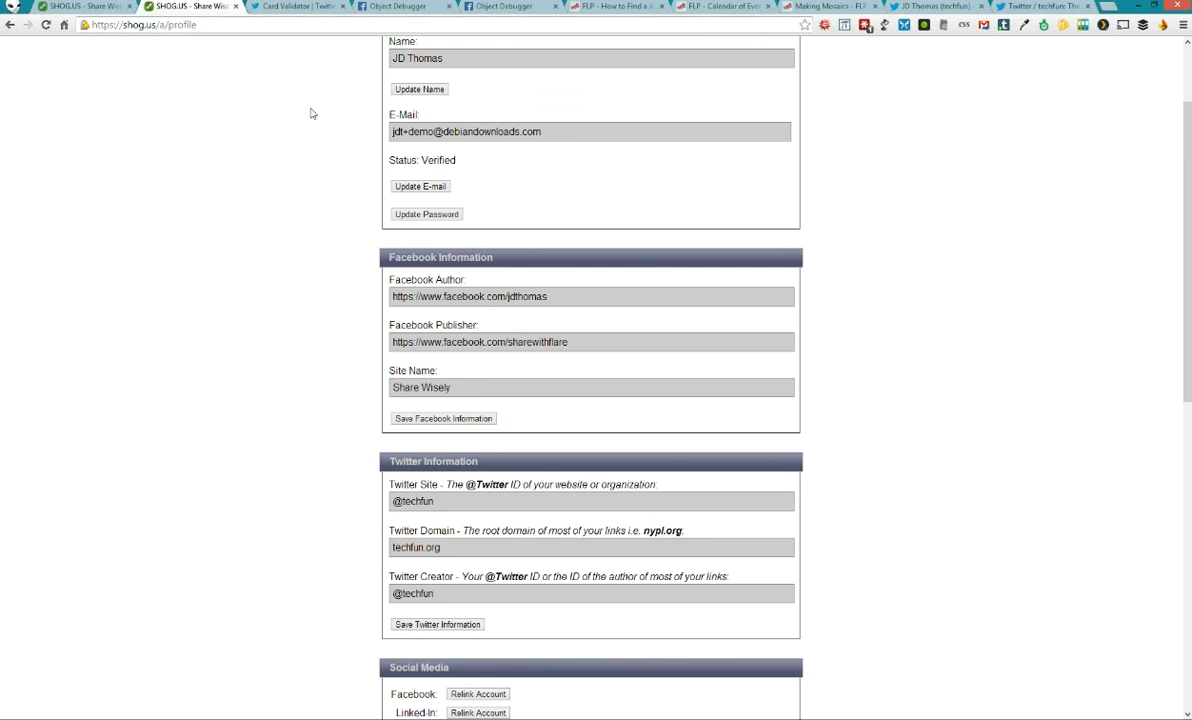 SHOG.US - Share Wise
SHOG.US - Share Wise
Card Validator | Twitte
Object Debugger
Object Debugger
FLP - How to Find a J
FLP - Calendar of Even
Making Mosaics - FLP
JD Thomas (techfun)
Twitter / techfun: The
https://shog.us/a/profile
Name:
JD Thomas
Update Name
E-Mail:
jdt+demo@debiandownloads.com
Status: Verified
Update E-mail
Update Password
Facebook Information
Facebook Author:
https://www.facebook.com/jdthomas
Facebook Publisher:
https://www.facebook.com/sharewithflare
Site Name:
Share Wisely
Save Facebook Information
Twitter Information
Twitter Site - The @Twitter ID of your website or organization:
@techfun
Twitter Domain - The root domain of most of your links i.e. nypl.org:
techfun.org
Twitter Creator - Your @Twitter ID or the ID of the author of most of your links:
@techfun
Save Twitter Information
Social Media
Facebook: Relink Account
Linked-In: Relink Account